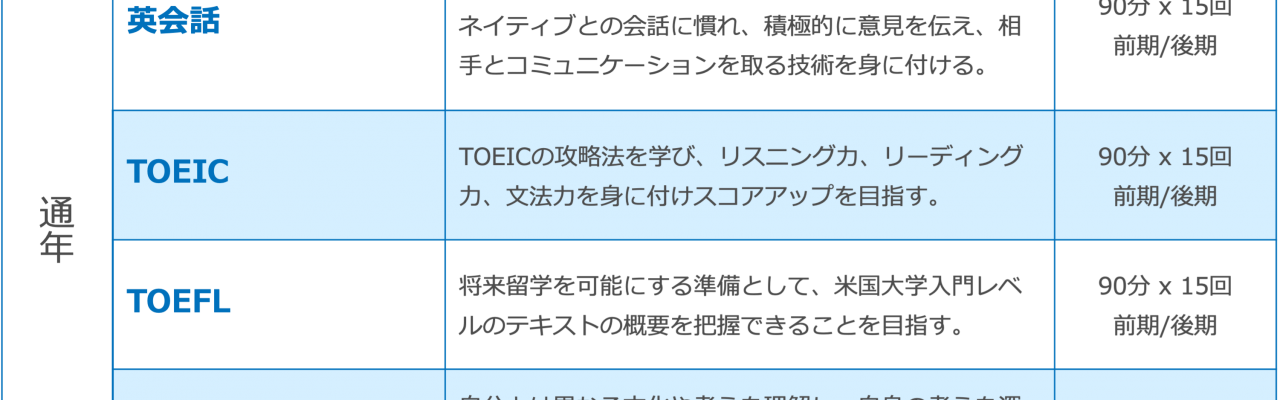 英会話
ネイティブとの会話に慣れ、積極的に意見を伝え、相
手とコミュニケーションを取る技術を身に付ける。
90分 x 15回
前期/後期
通年
TOEIC
TOEICの攻略法を学び、リスニング力、リーディング
力、文法力を身に付けスコアアップを目指す。
90分 x 15回
前期/後期
TOEFL
将来留学を可能にする準備として、米国大学入門レベ
ルのテキストの概要を把握できることを目指す。
90分 x 15回
前期/後期